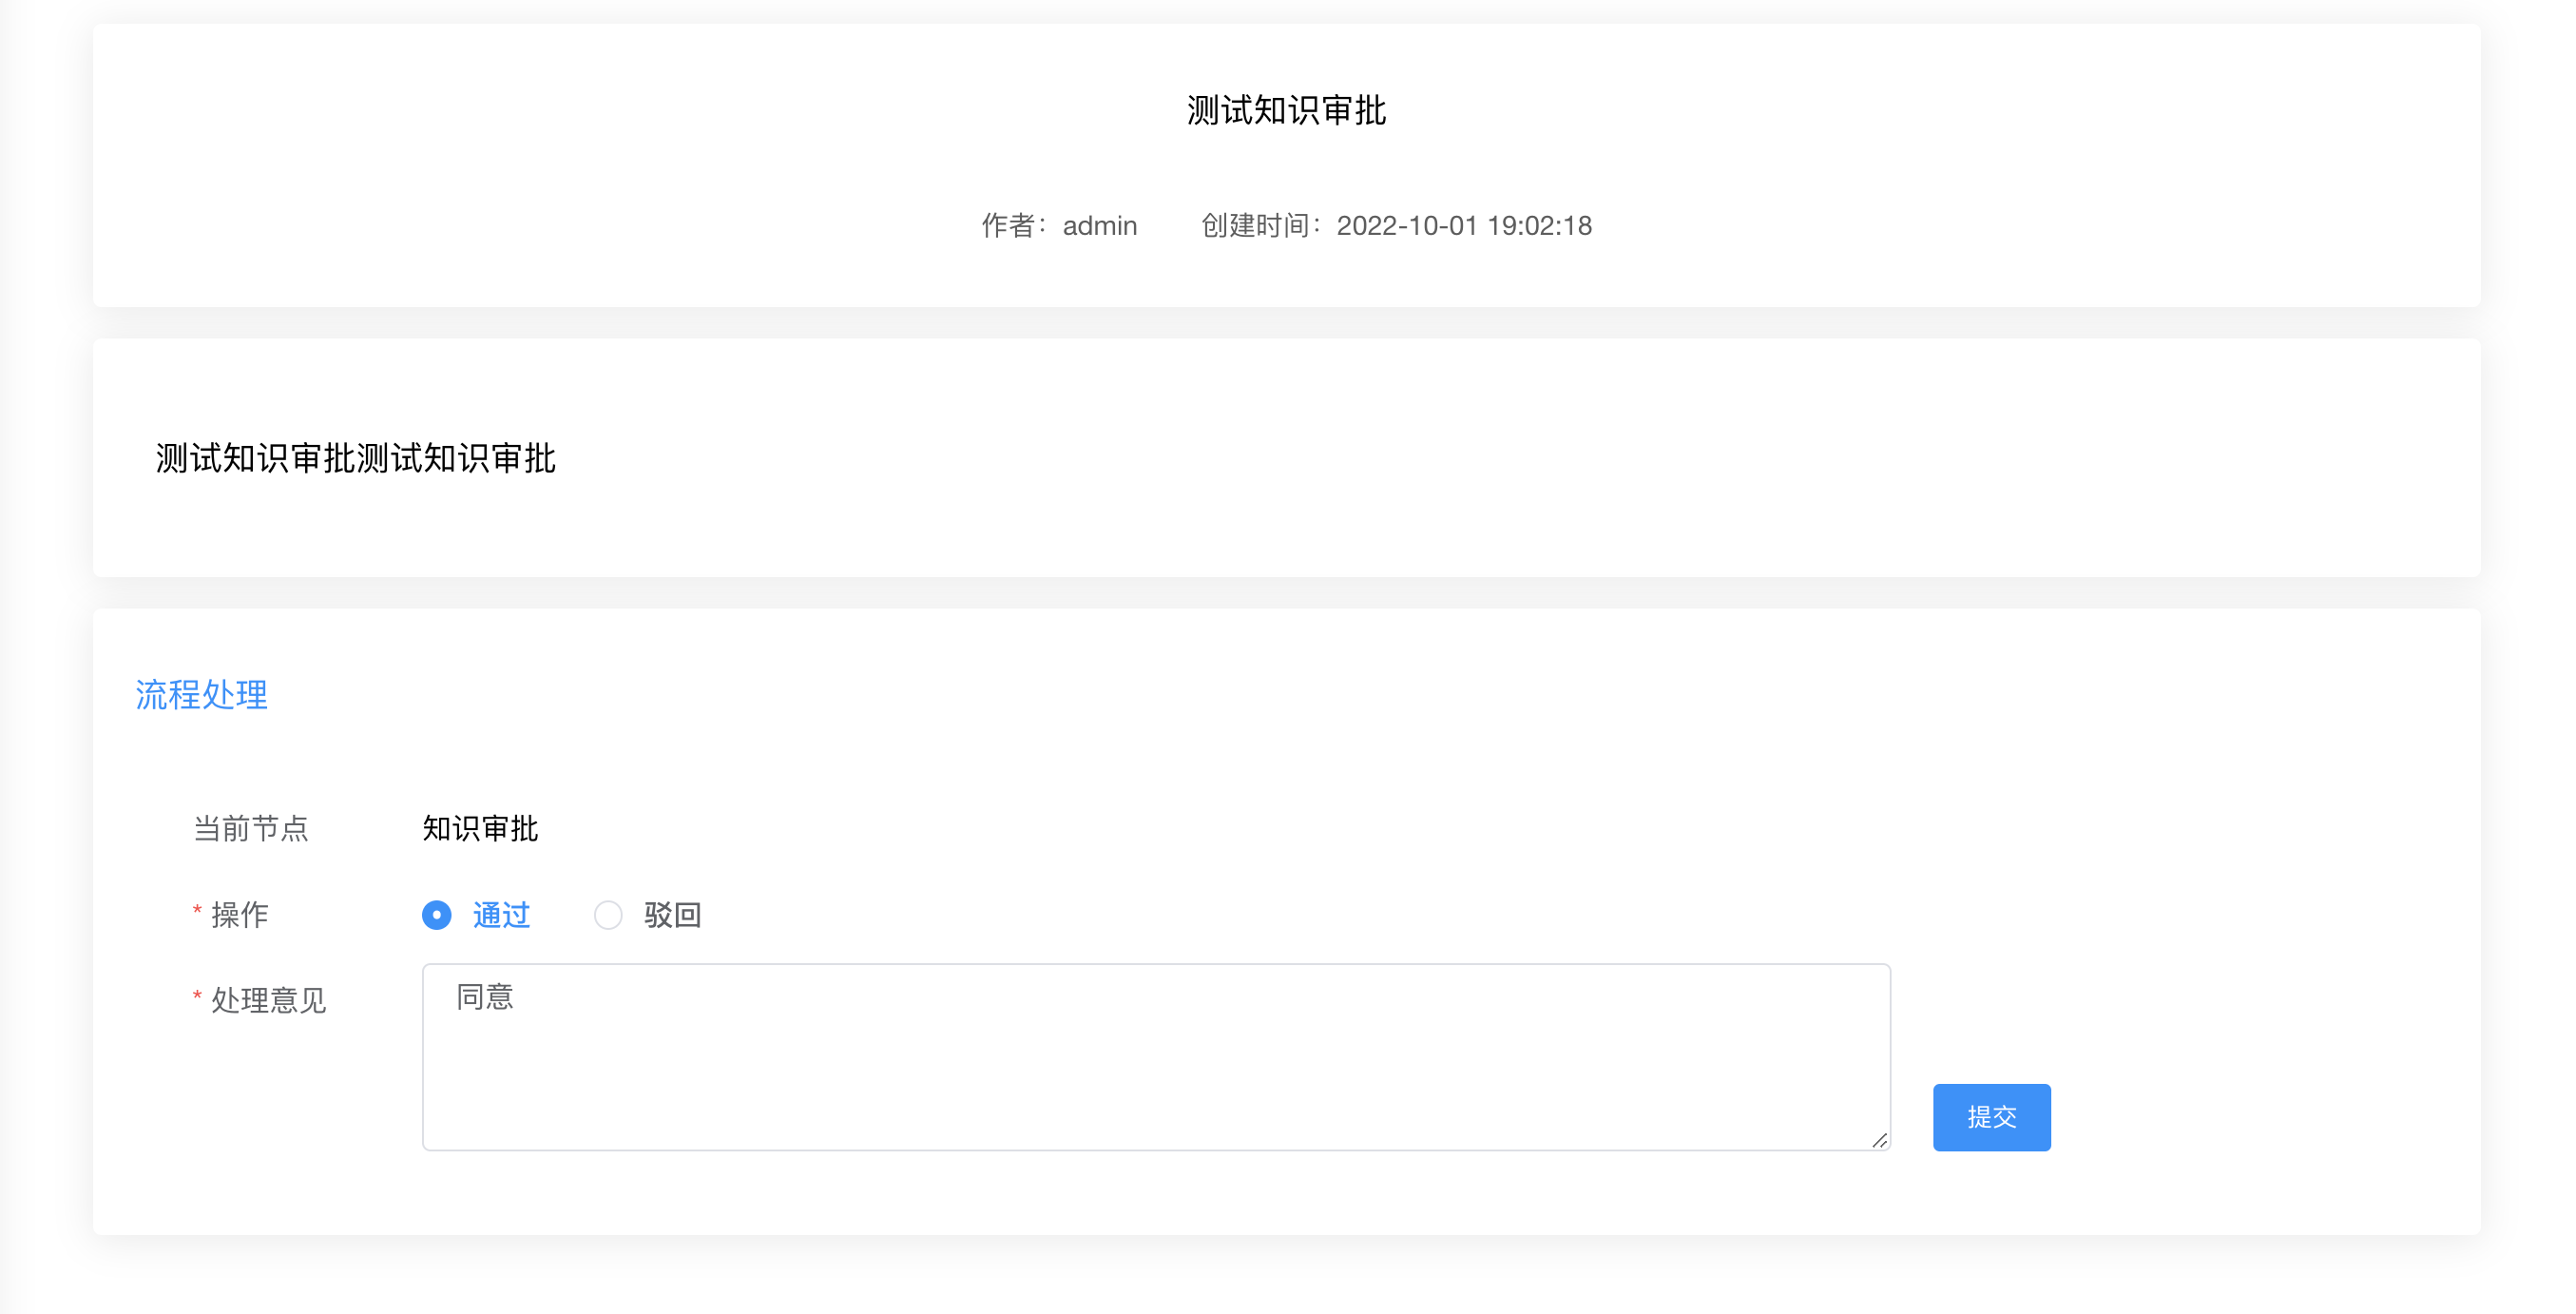 测试知识审批
作者：admin 创建时间：2022-10-01 19:02:18
测试知识审批测试知识审批
流程处理
当前节点 知识审批
* 操作 通过 驳回
* 处理意见 同意
提交